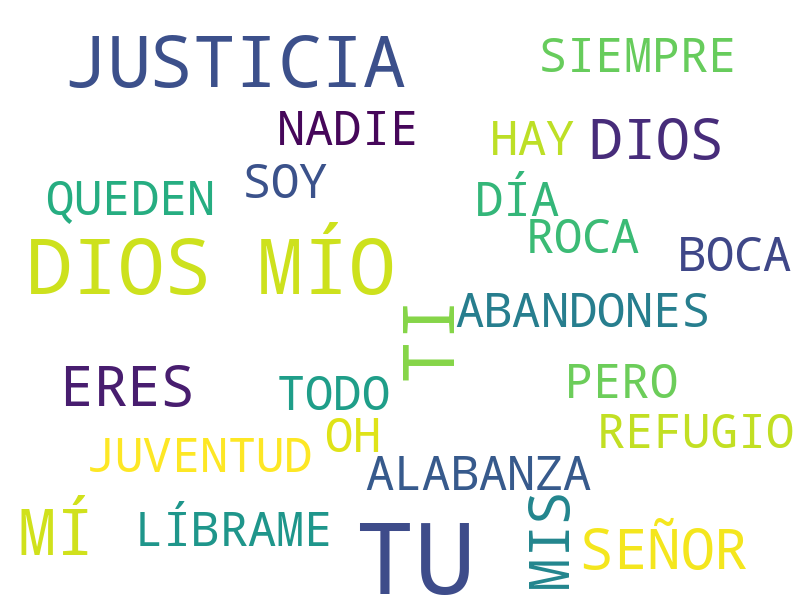 JUSTICIA
SIEMPRE
NADIE
HAY
DIOS
QUEDEN
SOY
DÍA
ROCA
BOCA
DIOS MÍO
ABANDONES
TI
ERES
TODO
PERO
OH
REFUGIO
JUVENTUD
ALABANZA
MÍ
LÍBRAME
TU
MIS
SEÑOR